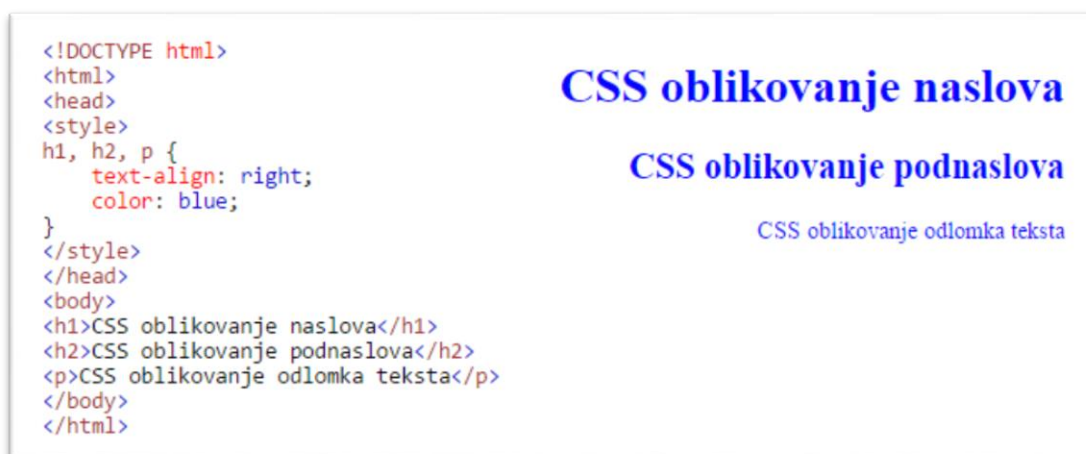 <!DOCTYPE html>
<html>
<head>
<style>
h1, h2, p {
    text-align: right;
    color: blue;
}
</style>
</head>
<body>
<h1>CSS oblikovanje naslova</h1>
<h2>CSS oblikovanje podnaslova</h2>
<p>CSS oblikovanje odlomka teksta</p>
</body>
</html>
CSS oblikovanje naslova
CSS oblikovanje podnaslova
CSS oblikovanje odlomka teksta